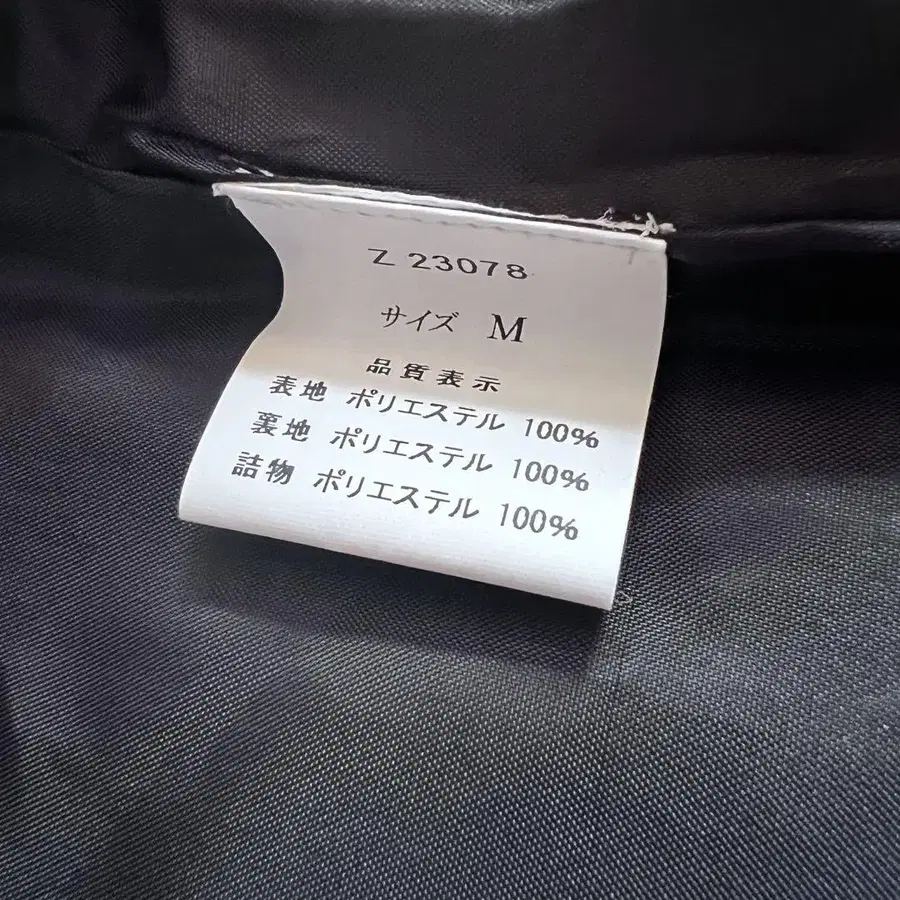 Z 23078
サイズ M
品質表示
表地 ポリエステル 100%
裏地 ポリエステル 100%
詰物 ポリエステル 100%